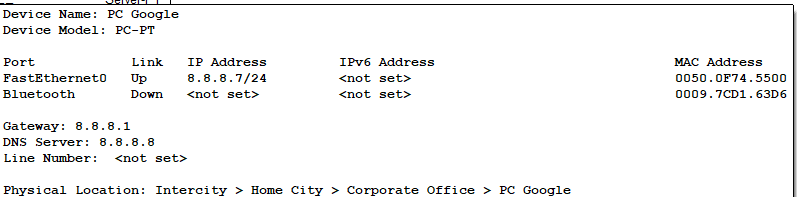 Device Name: PC Google
Device Model: PC-PT
Port Link IP Address IPv6 Address MAC Address
FastEthernet0 Up 8.8.8.7/24 <not set> 0050.0F74.5500
Bluetooth Down <not set> <not set> 0009.7CD1.63D6
Gateway: 8.8.8.1
DNS Server: 8.8.8.8
Line Number: <not set>
Physical Location: Intercity > Home City > Corporate Office > PC Google